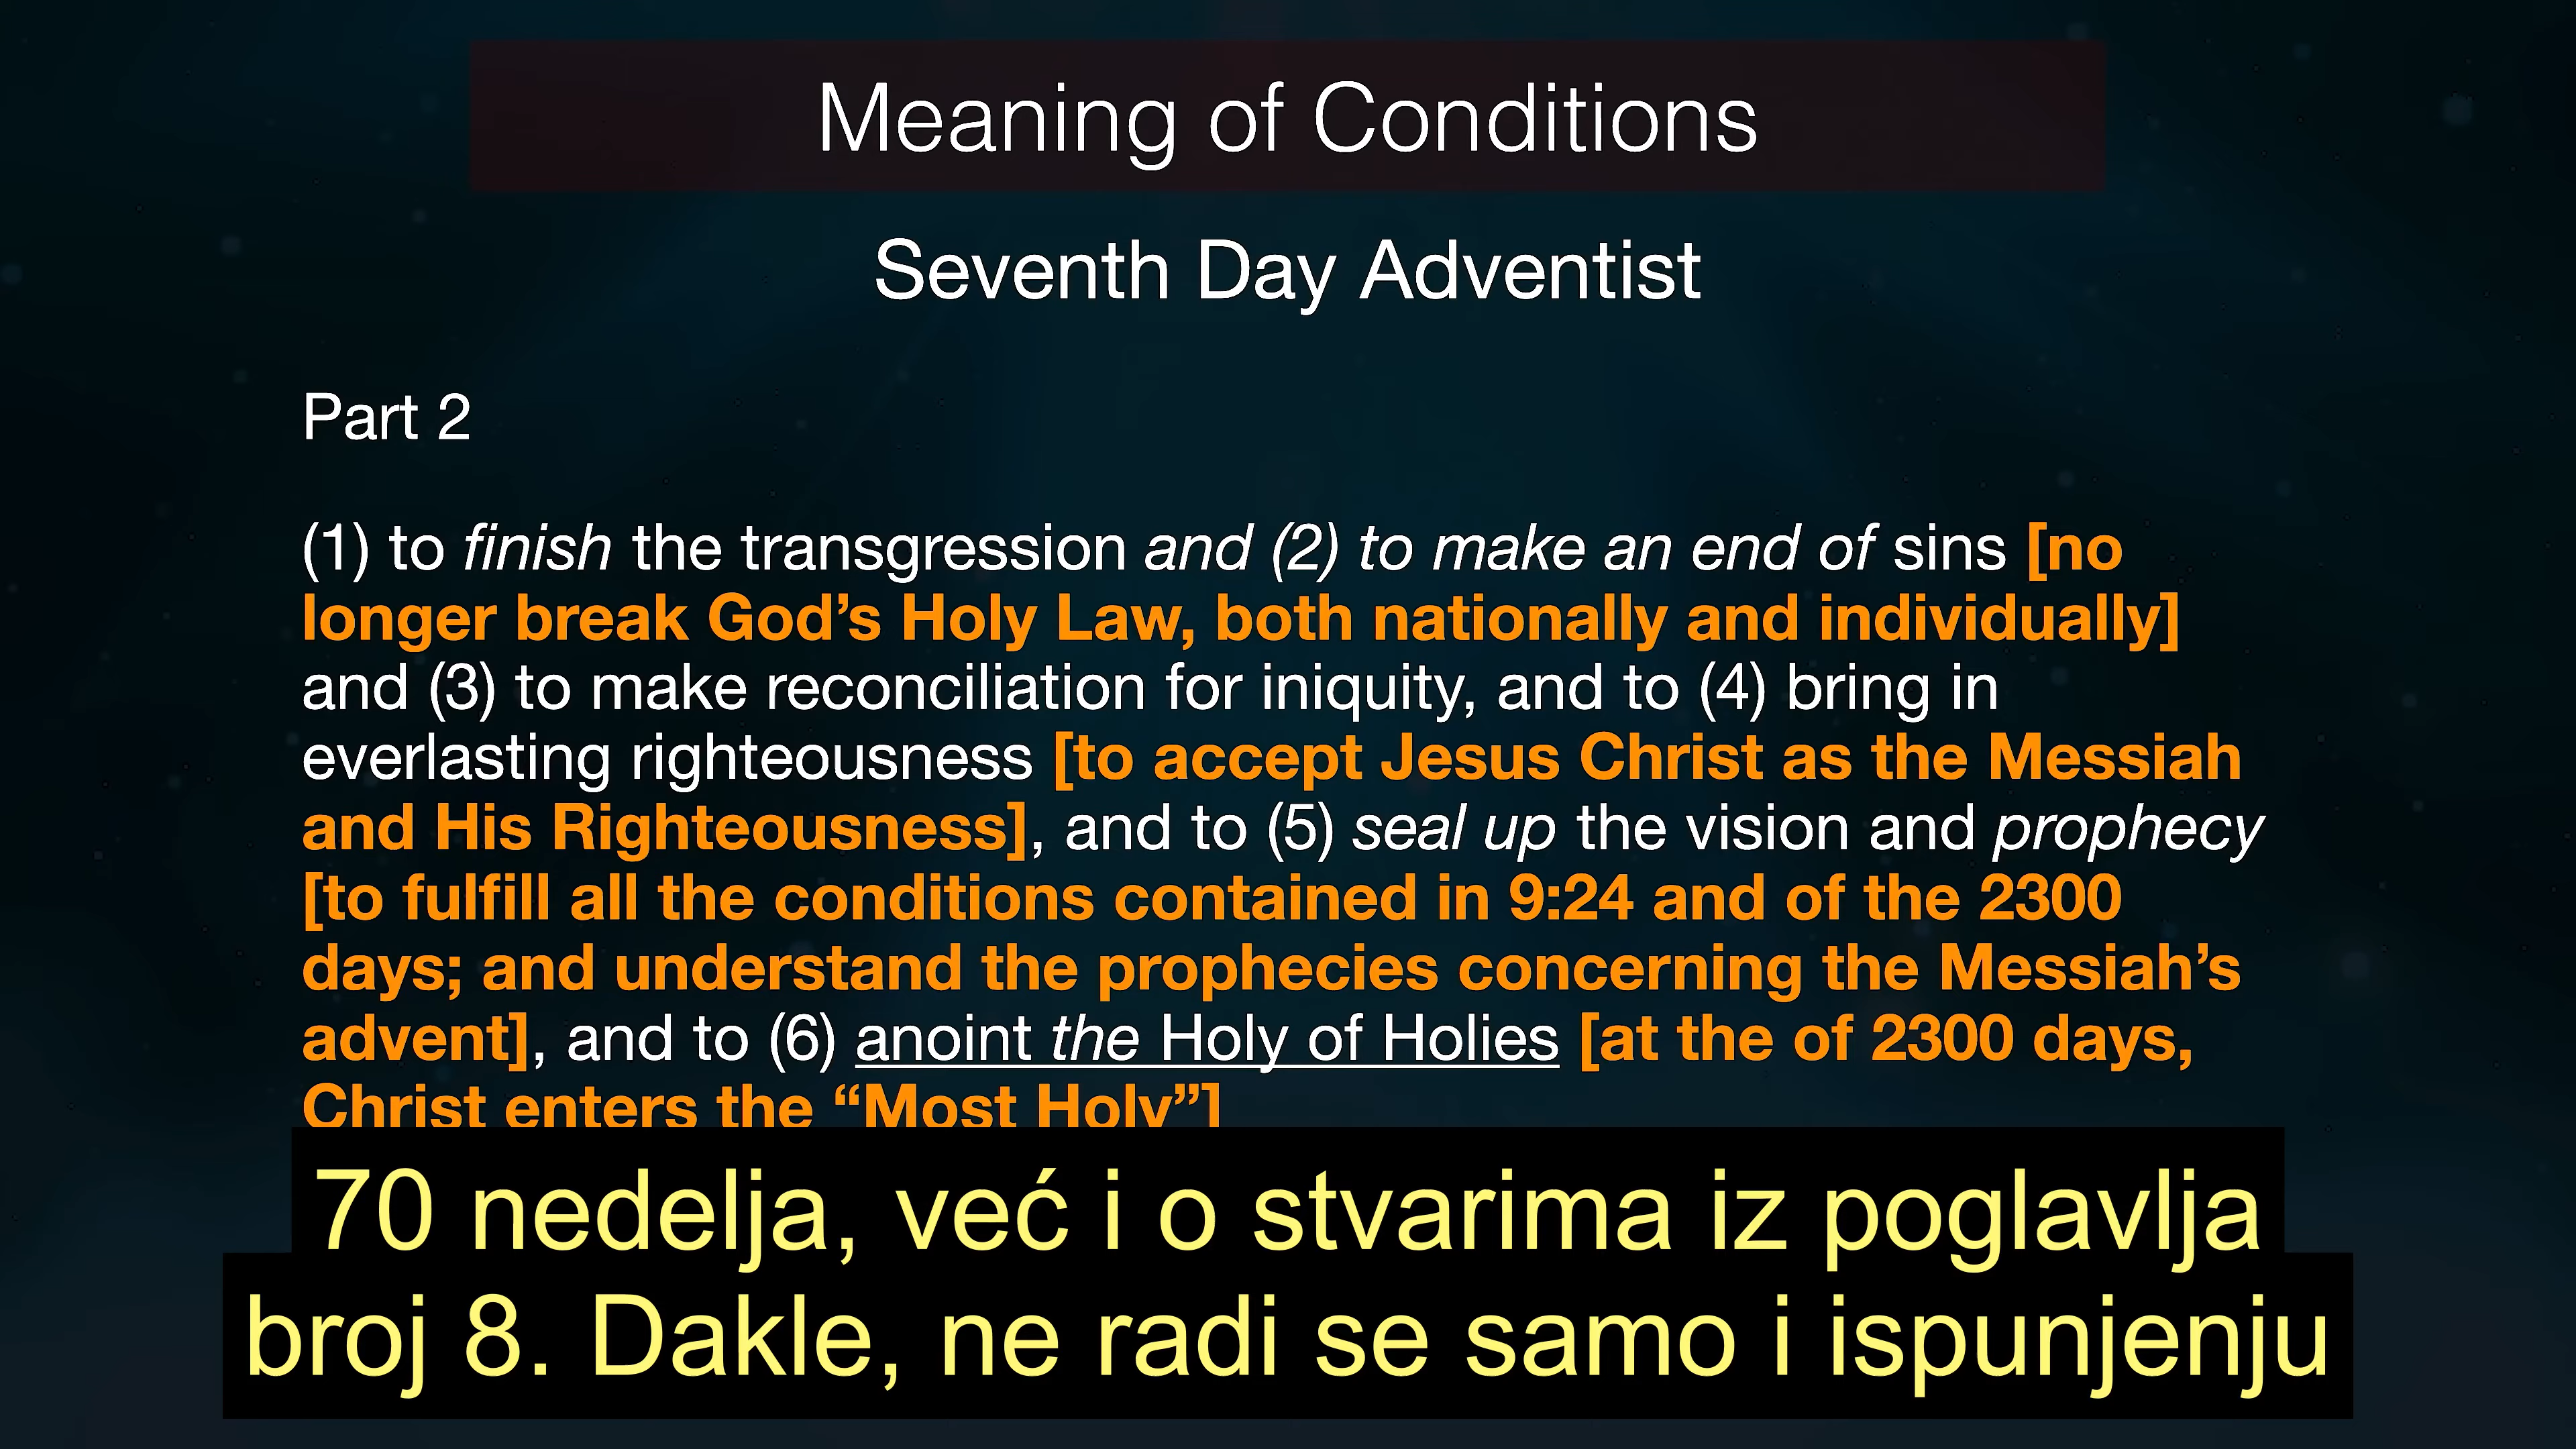 Meaning of Conditions
Seventh Day Adventist
Part 2
(1) to finish the transgression and (2) to make an end of sins [no
longer break God’s Holy Law, both nationally and individually]
and (3) to make reconciliation for iniquity, and to (4) bring in
everlasting righteousness [to accept Jesus Christ as the Messiah
and His Righteousness], and to (5) seal up the vision and prophecy
[to fulfill all the conditions contained in 9:24 and of the 2300
days; and understand the prophecies concerning the Messiah’s
advent], and to (6) anoint the Holy of Holies [at the of 2300 days,
Christ enters the “Most Holy”]
70 nedelja, već i o stvarima iz poglavlja
broj 8. Dakle, ne radi se samo i ispunjenju